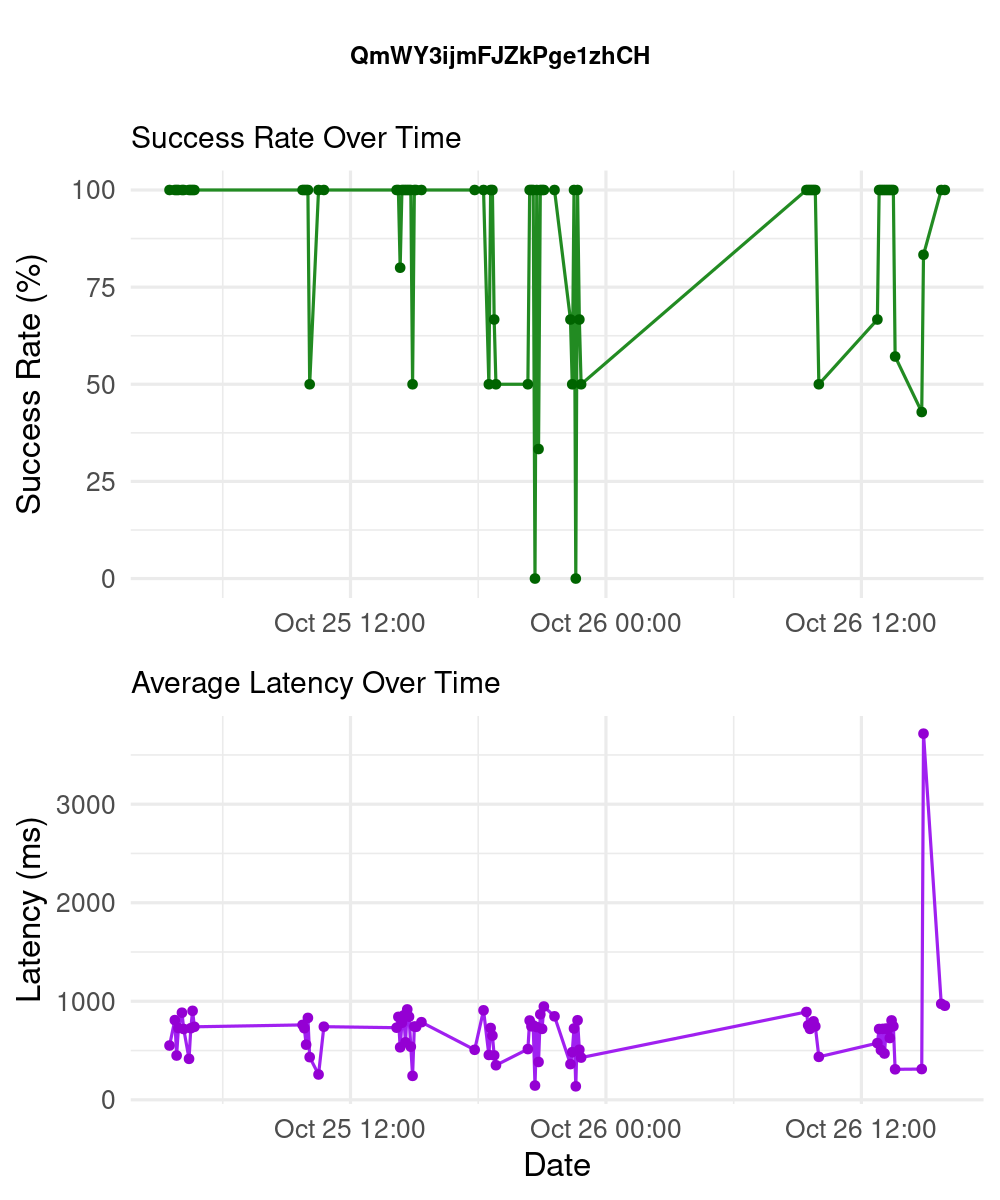 QmWY3ijmFJZkPge1zhCH
Success Rate Over Time
Success Rate (%)
100
75
50
25
0
Oct 25 12:00
Oct 26 00:00
Oct 26 12:00
Average Latency Over Time
Latency (ms)
3000
2000
1000
0
Oct 25 12:00
Oct 26 00:00
Oct 26 12:00
Date